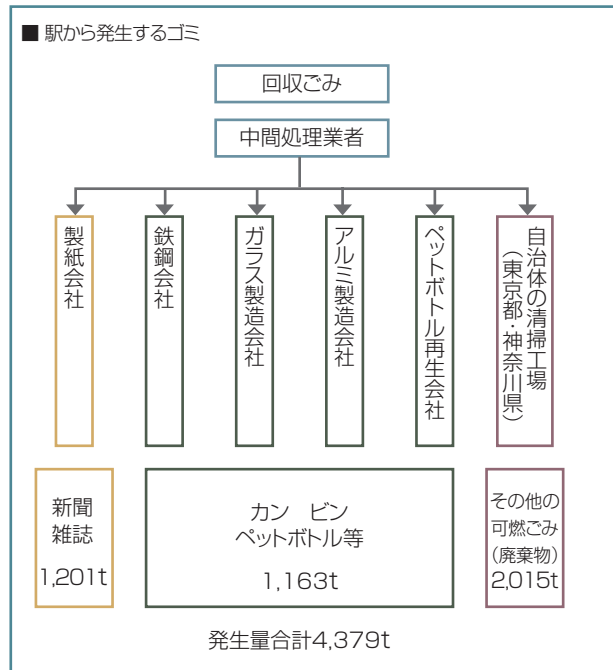 ■ 駅から発生するゴミ
回収ごみ
中間処理業者
製紙会社
鉄鋼会社
ガラス製造会社
アルミ製造会社
ペットボトル再生会社
自治体の清掃工場
（東京都・神奈川県）
新聞
雑誌
1,201t
カン　ビン
ペットボトル等
1,163t
その他の
可燃ごみ
(廃棄物)
2,015t
発生量合計4,379t